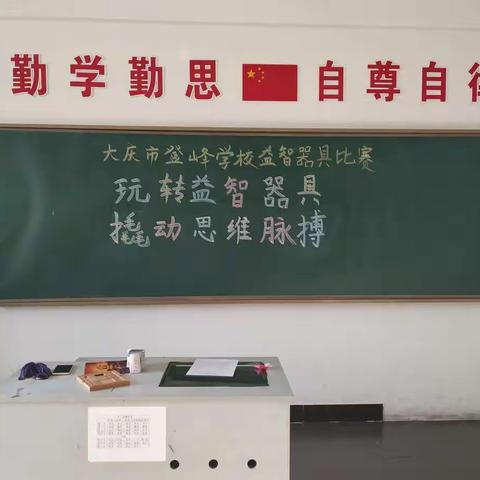 勤学勤思 自尊自律
大庆市登峰学校益智器具比赛
玩转益智器具
撬动思维脉搏